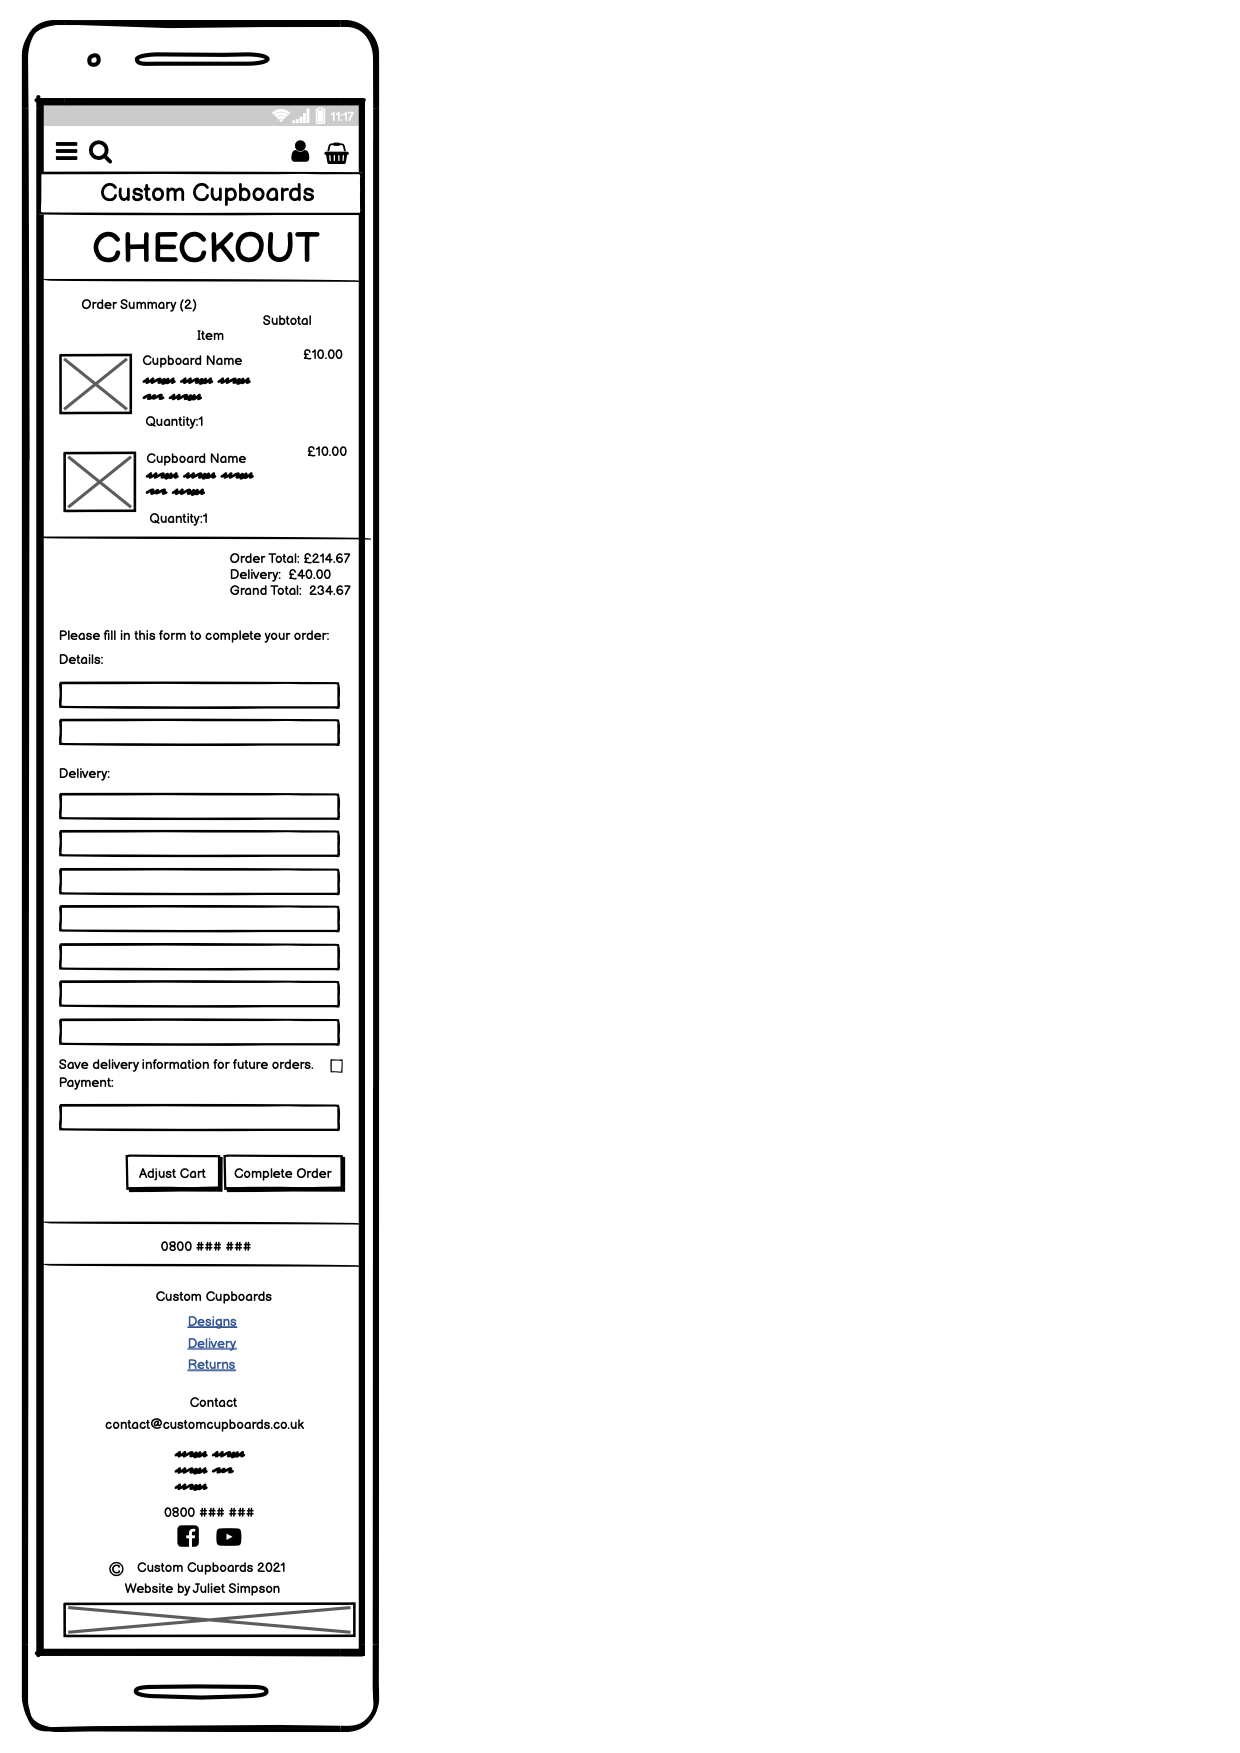 11:17
Custom Cupboards
CHECKOUT
Order Summary (2)
Subtotal
Item
£10.00
Cupboard Name
Quantity:1
£10.00
Cupboard Name
Quantity:1
Order Total: £214.67
Delivery: £40.00
Grand Total: 234.67
Please fill in this form to complete your order:
Details:
Delivery:
Save delivery information for future orders.
Payment:
Adjust Cart Complete Order
0800 ### ###
Custom Cupboards
Designs
Delivery
Returns
Contact
contact@customcupboards.co.uk
0800 ### ###
© Custom Cupboards 2021
Website by Juliet Simpson